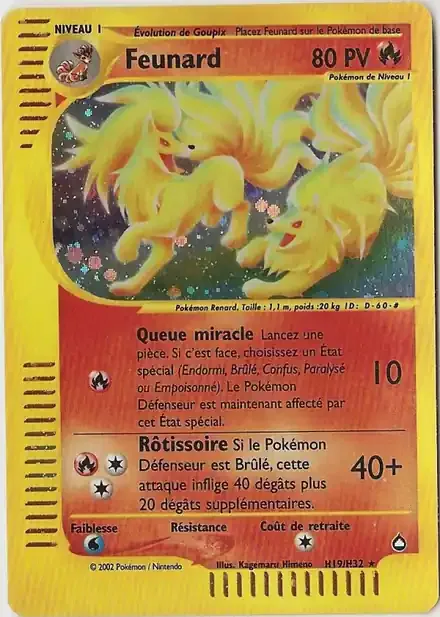 NIVEAU 1
Évolution de Goupix Placez Feunard sur le Pokémon de base
Feunard 80 PV
Pokémon de Niveau 1
Pokémon Renard, Taille : 1,1 m, poids :20 kg ID: D-60-#
Queue miracle Lancez une
pièce. Si c'est face, choisissez un État
spécial (Endormi, Brûlé, Confus, Paralysé
ou Empoisonné). Le Pokémon
Défenseur est maintenant affecté par
cet État spécial.
10
Rôtissoire Si le Pokémon
Défenseur est Brûlé, cette
attaque inflige 40 dégâts plus
20 dégâts supplémentaires.
40+
Faiblesse Résistance Coût de retraite
© 2002 Pokémon / Nintendo Illus. Kagemaru Himeno H19/H32 ★